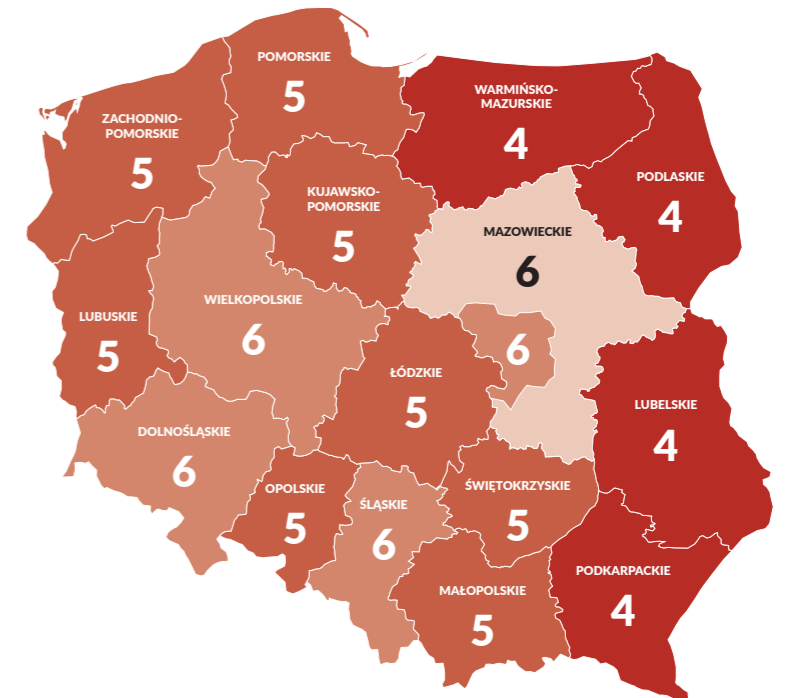 POMORSKIE
5
ZACHODNIO-
POMORSKIE
5
WARMIŃSKO-
MAZURSKIE
4
PODLASKIE
4
KUJAWSKO-
POMORSKIE
5
MAZOWIECKIE
6
WIELKOPOLSKIE
6
LUBUSKIE
5
6
ŁÓDZKIE
5
LUBELSKIE
4
DOLNOŚLĄSKIE
6
OPOLSKIE
5
ŚLĄSKIE
6
ŚWIĘTOKRZYSKIE
5
PODKARPACKIE
4
MAŁOPOLSKIE
5